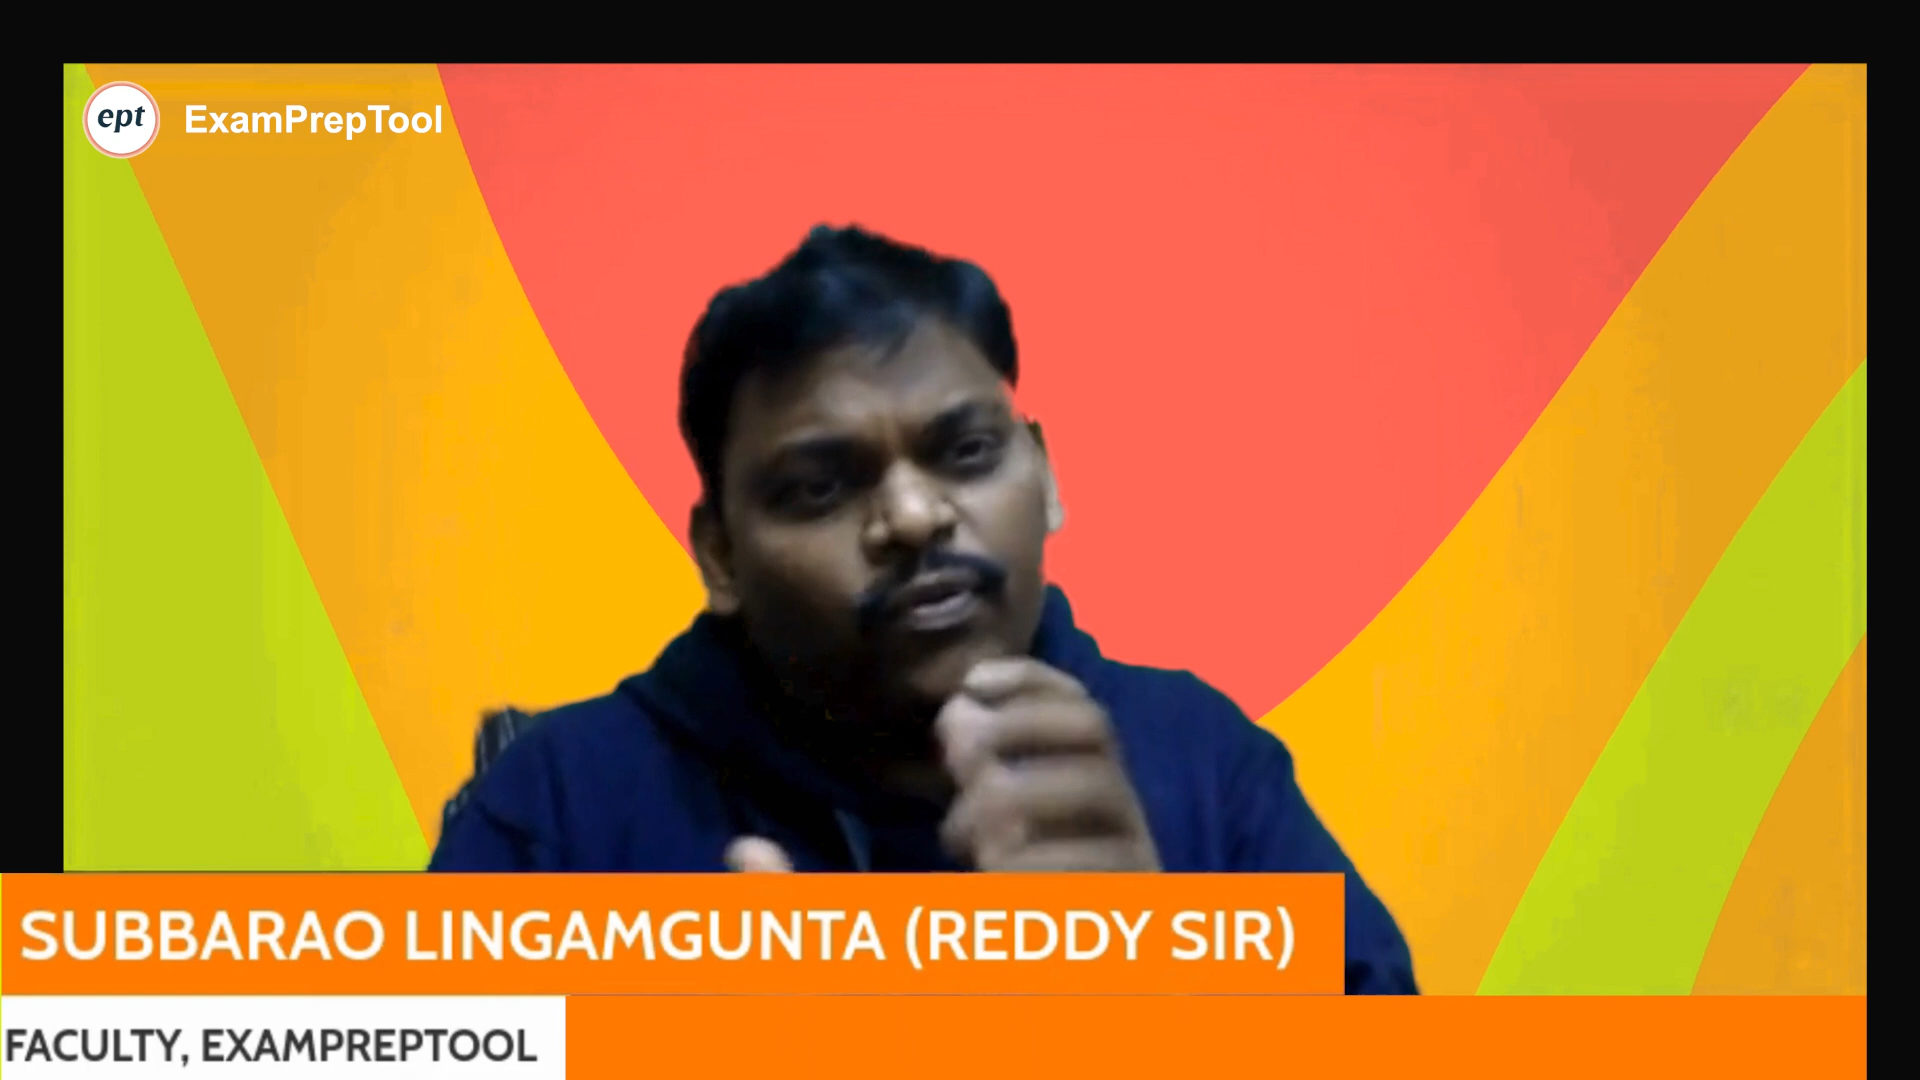 ept ExamPrepTool
SUBBARAO LINGAMGUNTA (REDDY SIR)
FACULTY, EXAMPREPTOOL